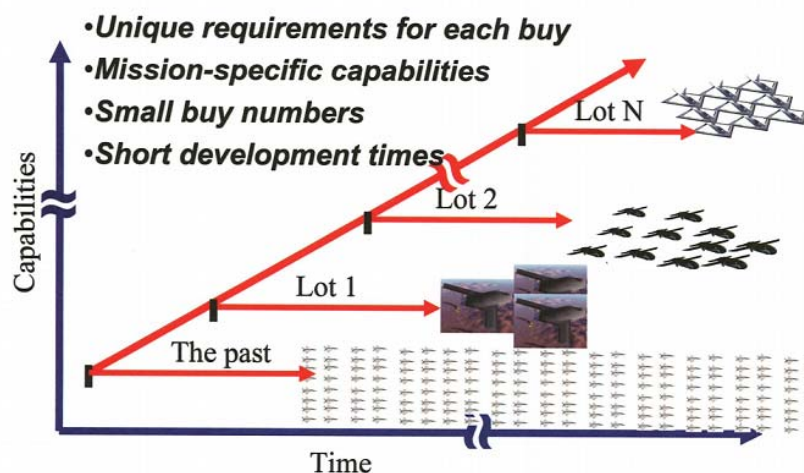 •Unique requirements for each buy
•Mission-specific capabilities
•Small buy numbers
•Short development times
Lot N
Lot 2
Lot 1
The past
Capabilities
Time